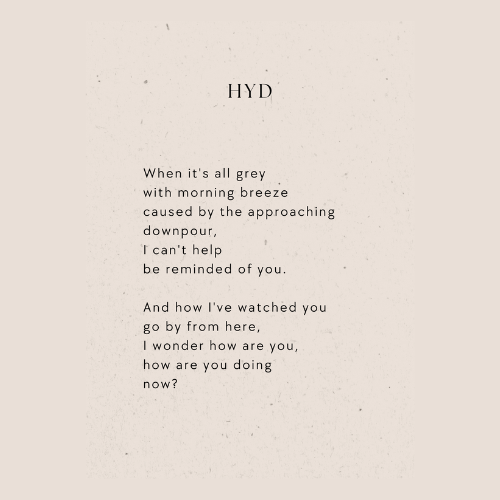 HYD
When it's all grey
with morning breeze
caused by the approaching
downpour,
I can't help
be reminded of you.
And how I've watched you
go by from here,
I wonder how are you,
how are you doing
now?